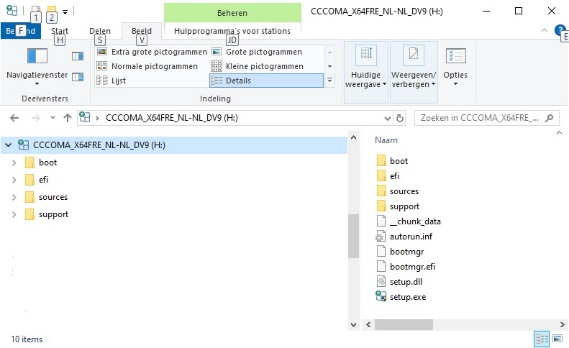 1 2
Beheren
CCCOMA_X64FRE_NL-NL_DV9 (H:)
F
Start Delen Beeld Hulpprogramma's voor stations
H S V JD E
Navigatievenster
Deelvensters
Extra grote pictogrammen Grote pictogrammen
Normale pictogrammen Kleine pictogrammen
Lijst Details
Indeling
Huidige
weergave
Weergeven/
verbergen
Opties
CCCOMA_X64FRE_NL-NL_DV9 (H:)
Zoeken in CCCOMA_X64FRE_...
CCCOMA_X64FRE_NL-NL_DV9 (H:)
boot
efi
sources
support
Naam
boot
efi
sources
support
__chunk_data
autorun.inf
bootmgr
bootmgr.efi
setup.dll
setup.exe
10 items